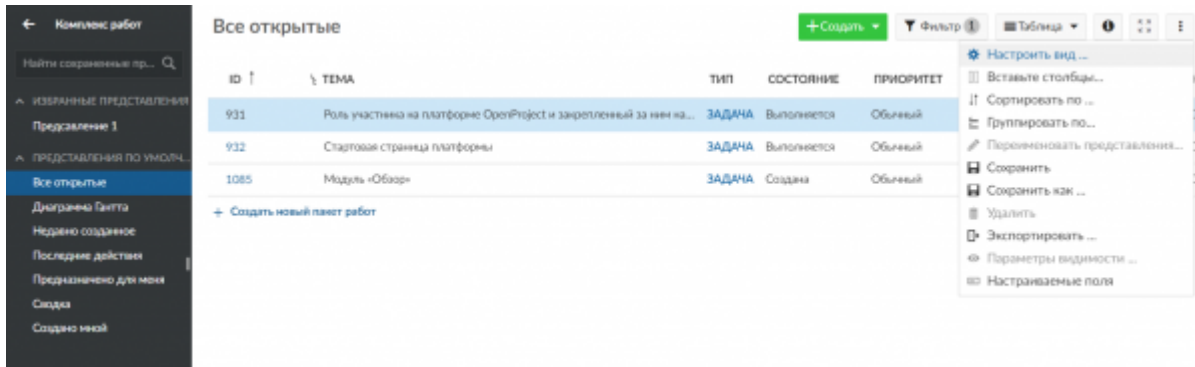 Комплекс работ
Найти сохраненные пр...
ИЗБРАННЫЕ ПРЕДСТАВЛЕНИЯ
Предсавление 1
ПРЕДСТАВЛЕНИЯ ПО УМОЛЧ...
Все открытые
Диаграмма Гантта
Недавно созданное
Последние действия
Предназначено для меня
Сводка
Создано мной
Все открытые
+ Создать
Фильтр 1
Таблица
ID ТЕМА ТИП СОСТОЯНИЕ ПРИОРИТЕТ
931 Роль участника на платформе OpenProject и закрепленный за ним на... ЗАДАЧА Выполняется Обычный
932 Стартовая страница платформы ЗАДАЧА Выполняется Обычный
1085 Модуль «Обзор» ЗАДАЧА Создана Обычный
+ Создать новый пакет работ
Настроить вид ...
Вставьте столбцы...
Сортировать по ...
Группировать по...
Переименовать представления...
Сохранить
Сохранить как ...
Удалить
Экспортировать ...
Параметры видимости ...
Настраиваемые поля